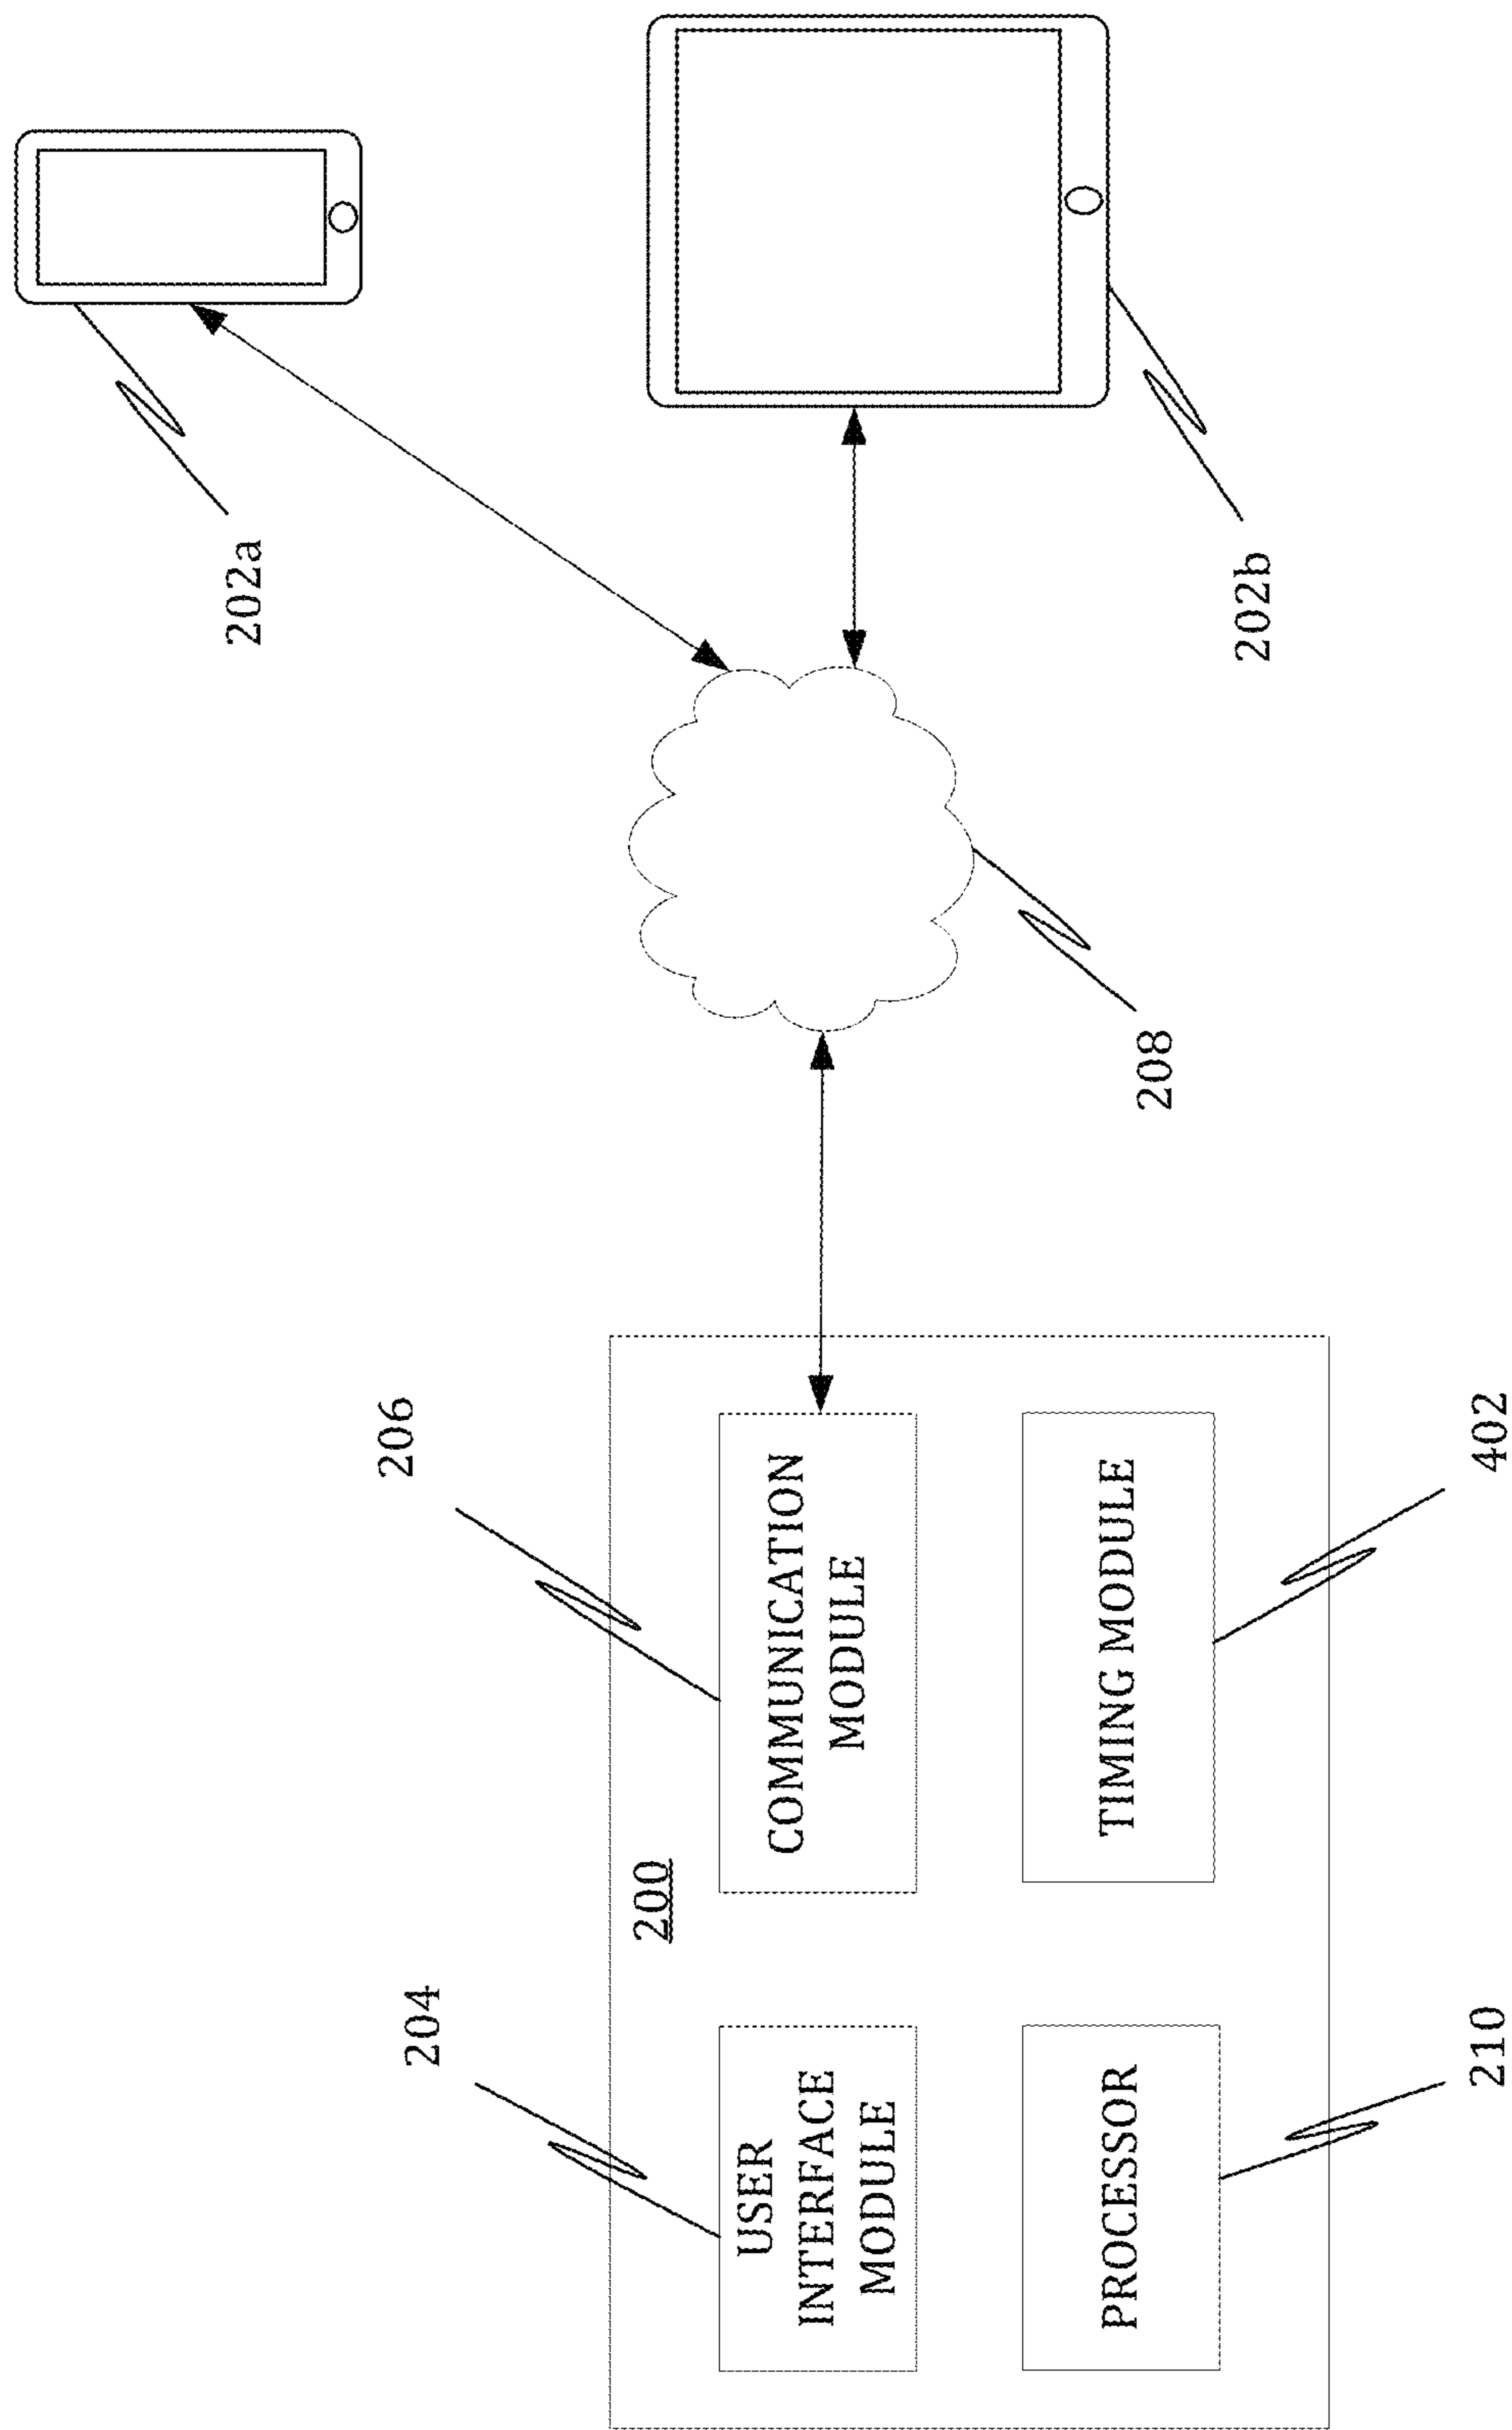 202a
202b
208
206
COMMUNICATION
MODULE
402
TIMING MODULE
200
204
USER
INTERFACE
MODULE
210
PROCESSOR